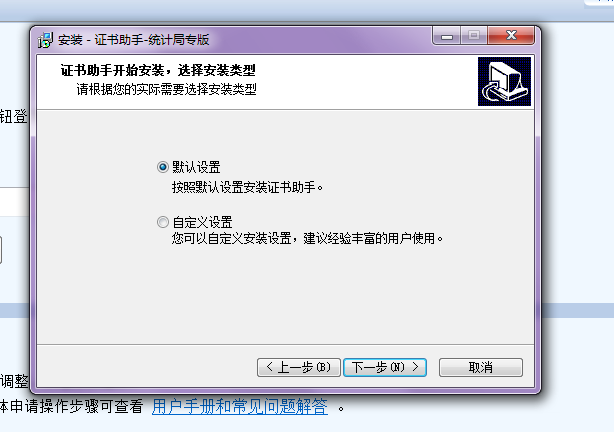 安装 - 证书助手-统计局专版
证书助手开始安装，选择安装类型
请根据您的实际需要选择安装类型
钮登
默认设置
按照默认设置安装证书助手。
自定义设置
您可以自定义安装设置，建议经验丰富的用户使用。
< 上一步(B)
下一步(N) >
取消
调整
体申请操作步骤可查看 用户手册和常见问题解答 。